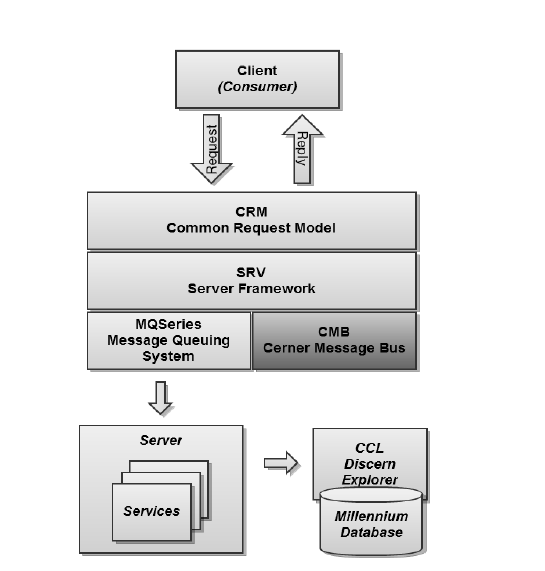 Client
(Consumer)
Request
Reply
CRM
Common Request Model
SRV
Server Framework
MQSeries
Message Queuing
System
CMB
Cerner Message Bus
Server
Services
CCL
Discern
Explorer
Millennium
Database